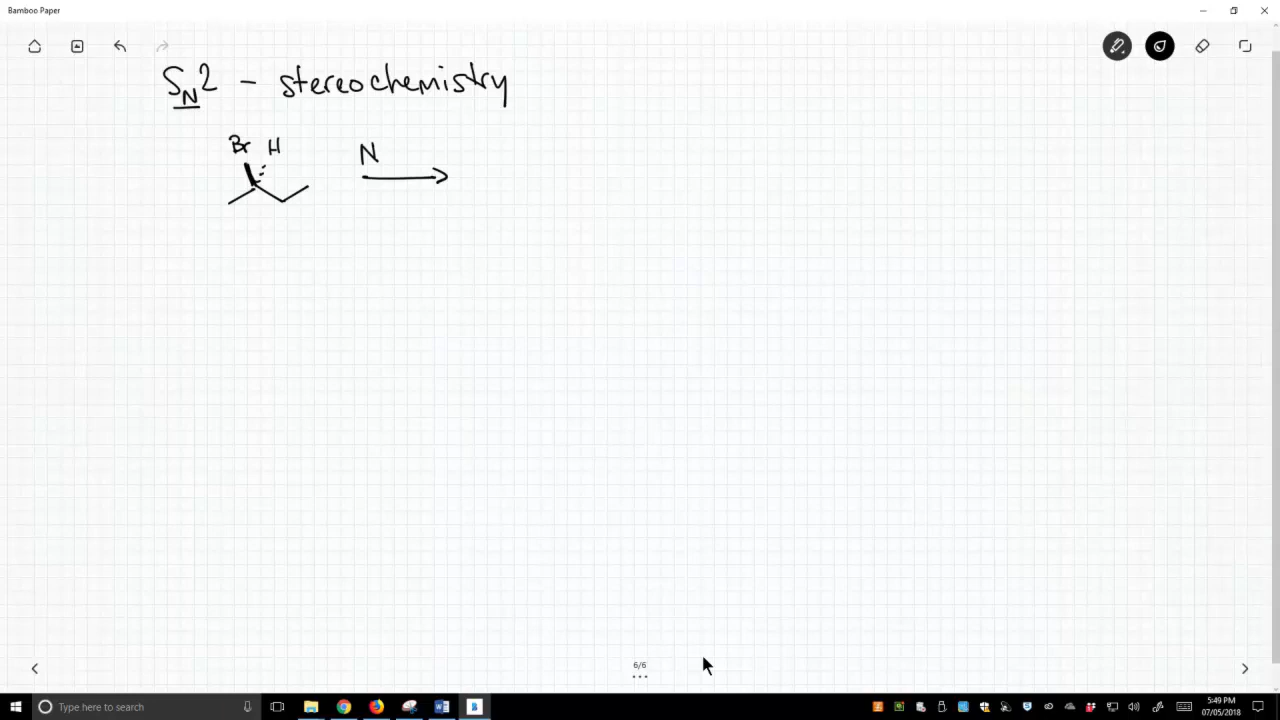 Bamboo Paper
SN2 - stereochemistry
Br H
N
6/6
Type here to search
5:49 PM
07/05/2018